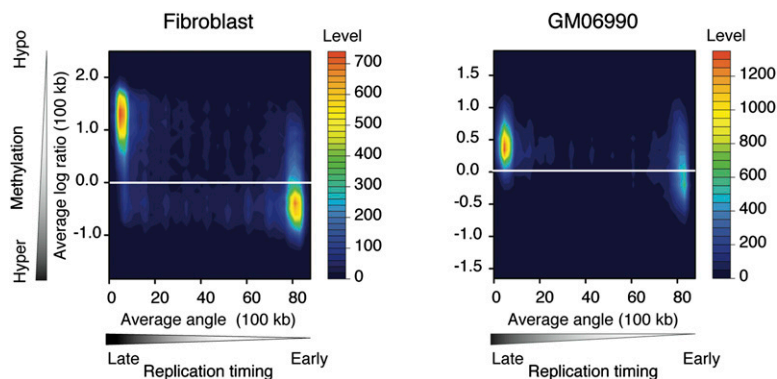 Fibroblast
Hypo
Methylation
Hyper
Average log ratio (100 kb)
2.0
1.0
0.0
-1.0
0 20 40 60 80
Average angle (100 kb)
Late Early
Replication timing
Level
700
600
500
400
300
200
100
0
GM06990
1.5
1.0
0.5
0.0
-0.5
-1.0
-1.5
0 20 40 60 80
Average angle (100 kb)
Late Early
Replication timing
Level
1200
1000
800
600
400
200
0